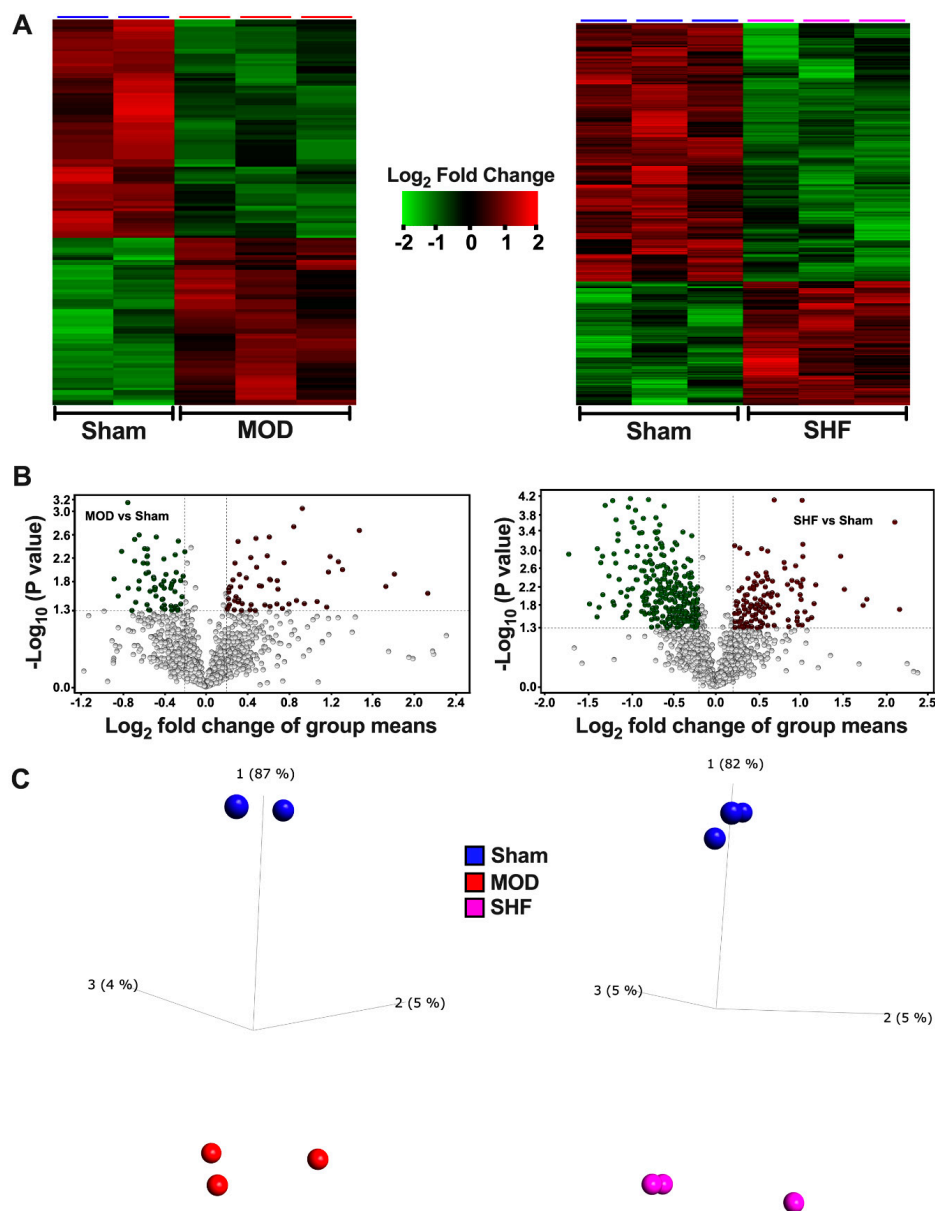 A
Log2 Fold Change
-2 -1 0 1 2
Sham MOD
Sham SHF
B
-Log10 (P value)
3.2
3.0
2.6
2.2
1.8
1.3
0.0
MOD vs Sham
-1.2 -0.8 -0.4 0.0 0.4 0.8 1.2 1.6 2.0 2.4
Log2 fold change of group means
-Log10 (P value)
4.2
3.8
3.4
3.0
2.6
2.2
1.8
1.3
0.0
SHF vs Sham
-2.0 -1.5 -1.0 -0.5 0.0 0.5 1.0 1.5 2.0 2.5
Log2 fold change of group means
C
1 (87 %)
3 (4 %)
2 (5 %)
Sham
MOD
SHF
1 (82 %)
3 (5 %)
2 (5 %)